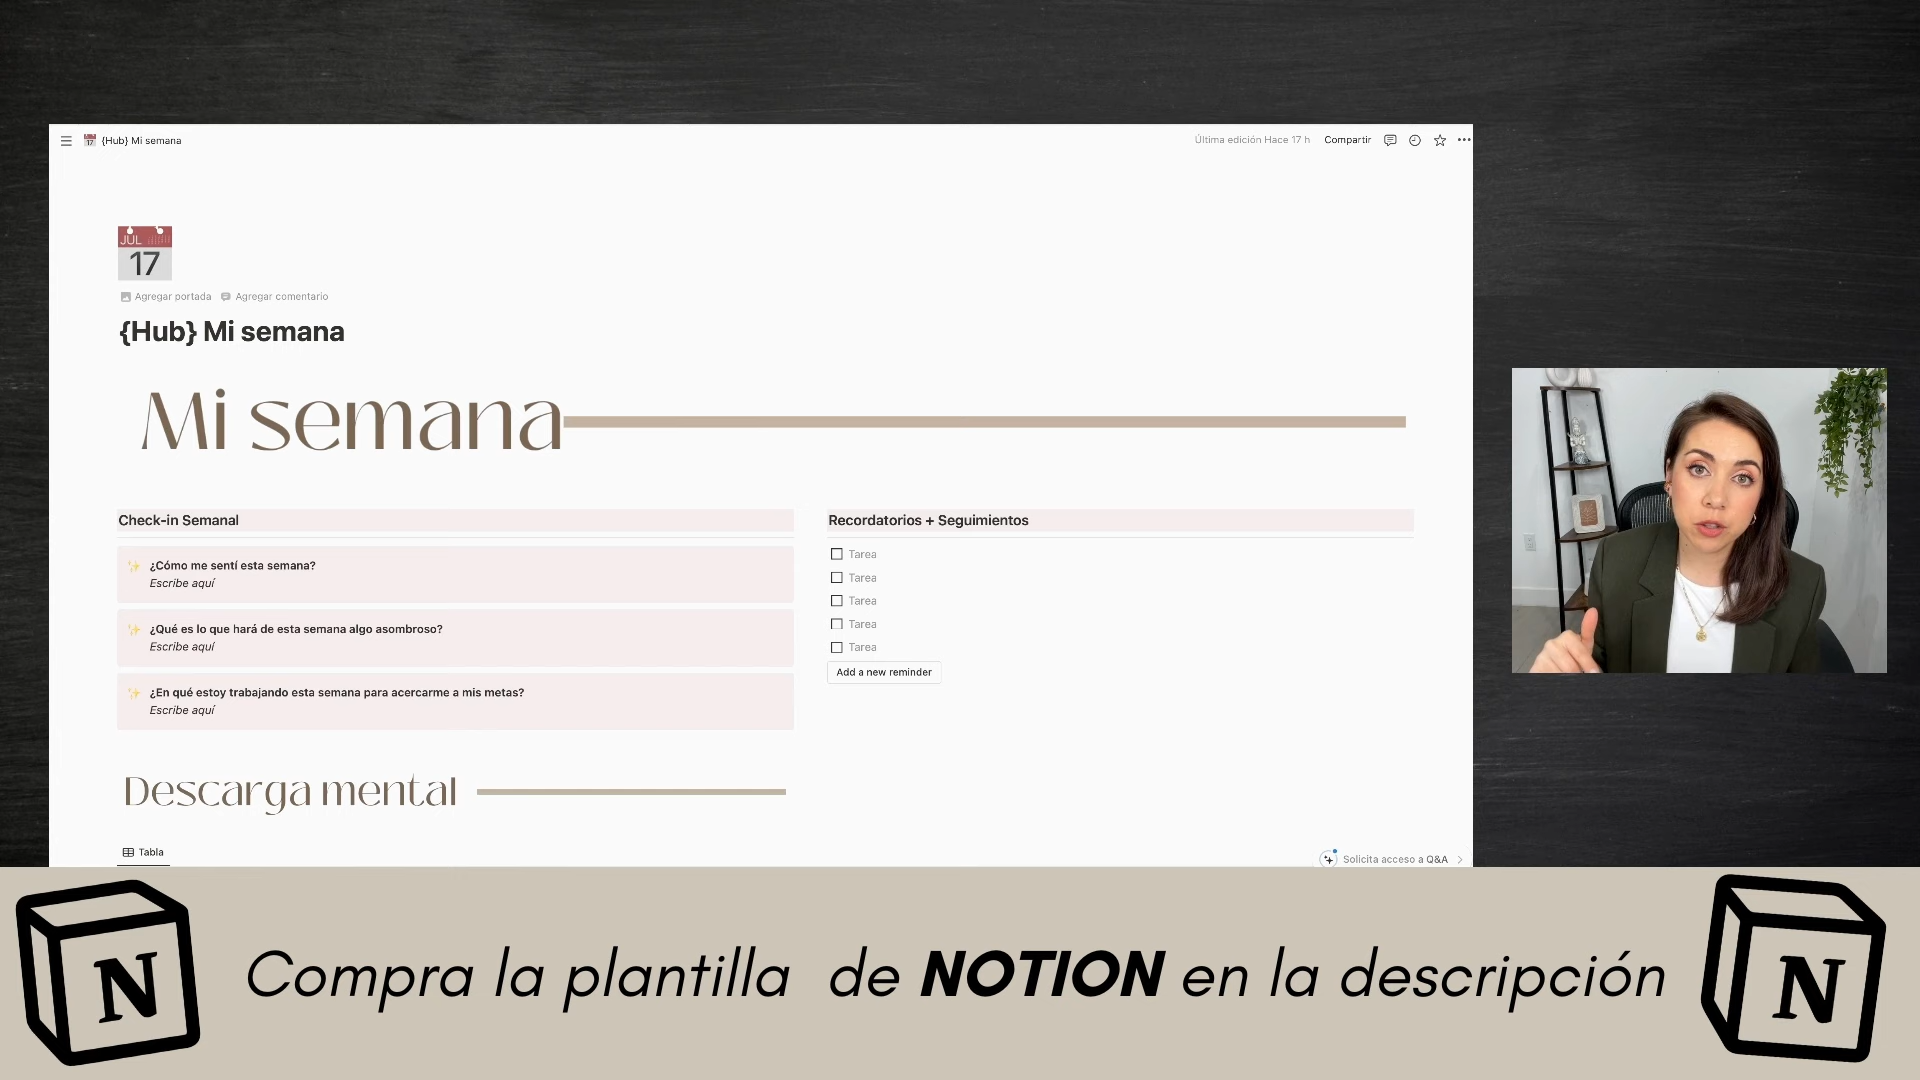 {Hub} Mi semana
Última edición Hace 17 h
Compartir
JUL
17
Agregar portada
Agregar comentario
{Hub} Mi semana
Mi semana
Check-in Semanal
¿Cómo me sentí esta semana?
Escribe aquí
¿Qué es lo que hará de esta semana algo asombroso?
Escribe aquí
¿En qué estoy trabajando esta semana para acercarme a mis metas?
Escribe aquí
Recordatorios + Seguimientos
Tarea
Tarea
Tarea
Tarea
Tarea
Add a new reminder
Descarga mental
Tabla
Solicita acceso a Q&A
N
Compra la plantilla de NOTION en la descripción
N